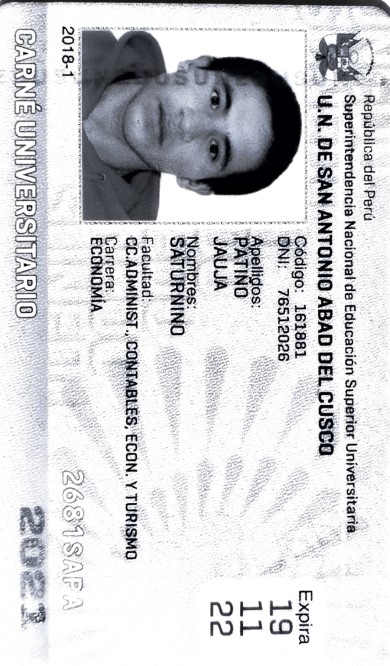 República del Perú
Superintendencia Nacional de Educación Superior Universitaria
U.N. DE SAN ANTONIO ABAD DEL CUSCO
Código: 161881
DNI: 76512026
Apellidos:
PATIÑO
JAUJA
Nombres:
SATURNINO
Facultad:
CC.ADMINIST., CONTABLES, ECON. Y TURISMO
Carrera:
ECONOMÍA
Expira
19
11
22
2018-1
2681SAPA
CARNÉ UNIVERSITARIO
2021